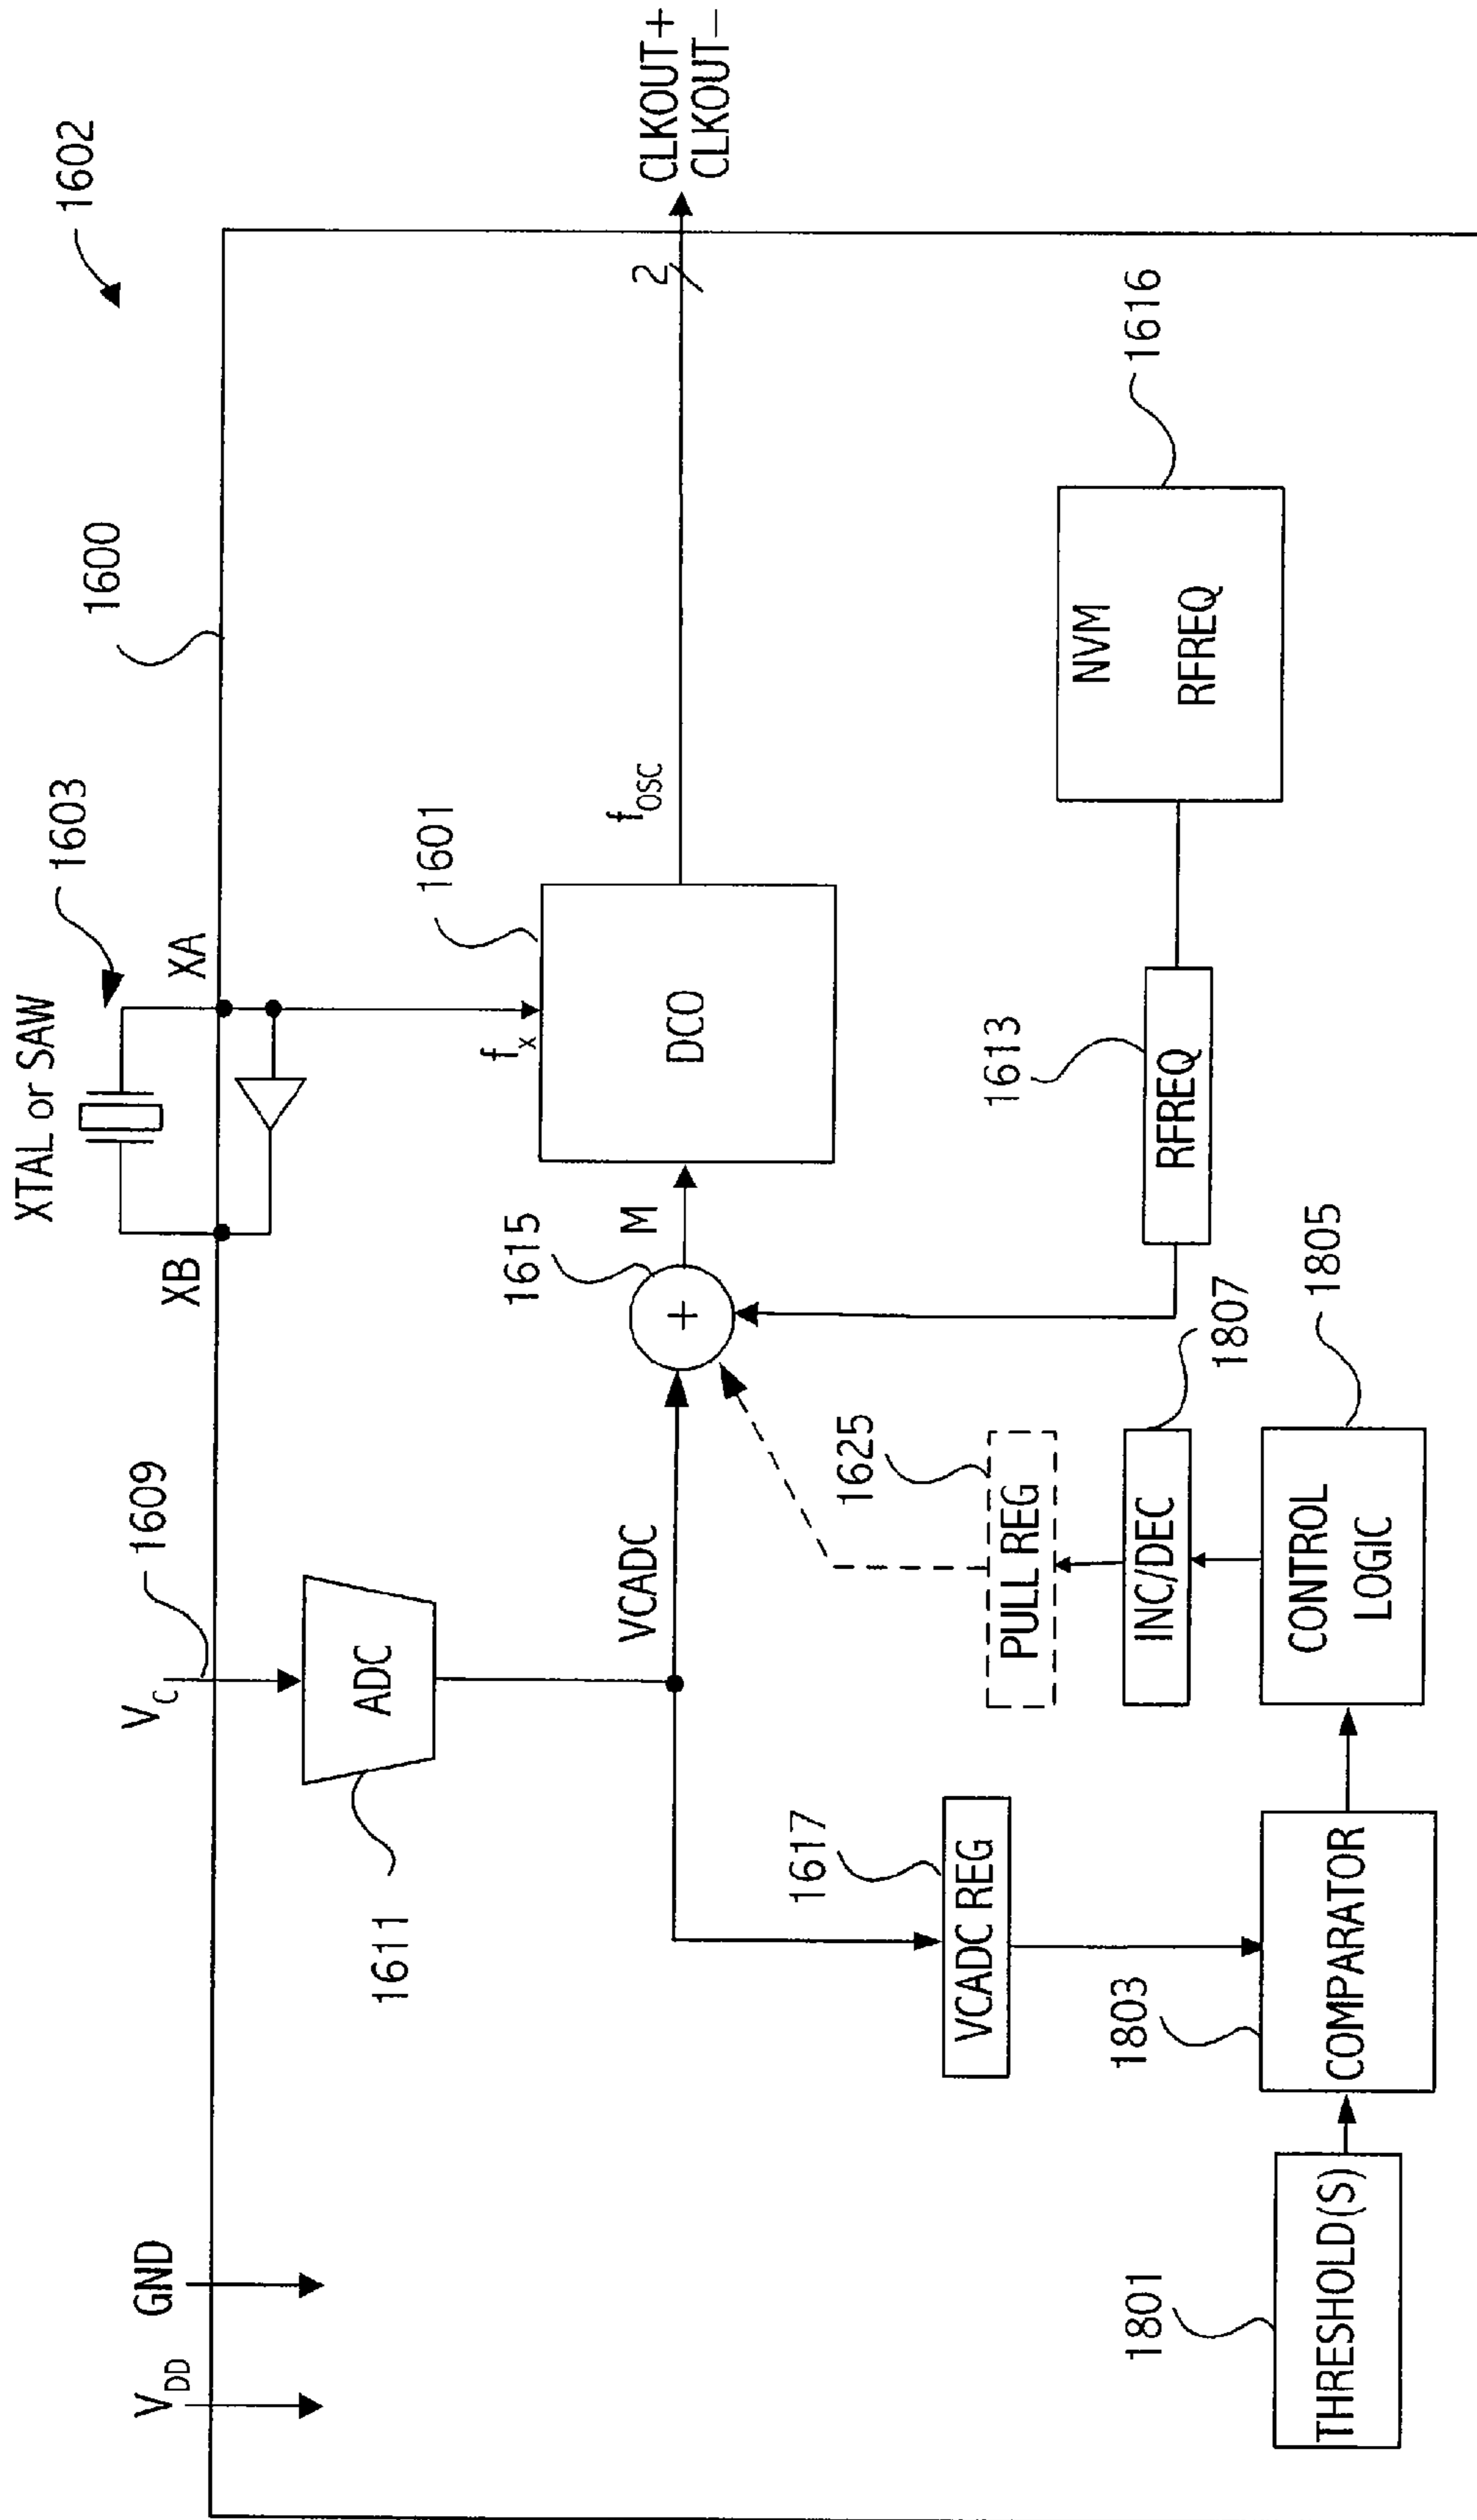 1602
1600
XTAL or SAW
1603
XB
XA
V_DD
GND
V_C
1609
ADC
1611
f_x
1601
DCO
f_OSC
2
CLKOUT+
CLKOUT–
VCADC
1615
+
M
1617
VCADC REG
1625
PULL REG
1613
RFREQ
NVM
RFREQ
1616
1807
INC/DEC
1801
THRESHOLD(S)
1803
COMPARATOR
CONTROL
LOGIC
1805